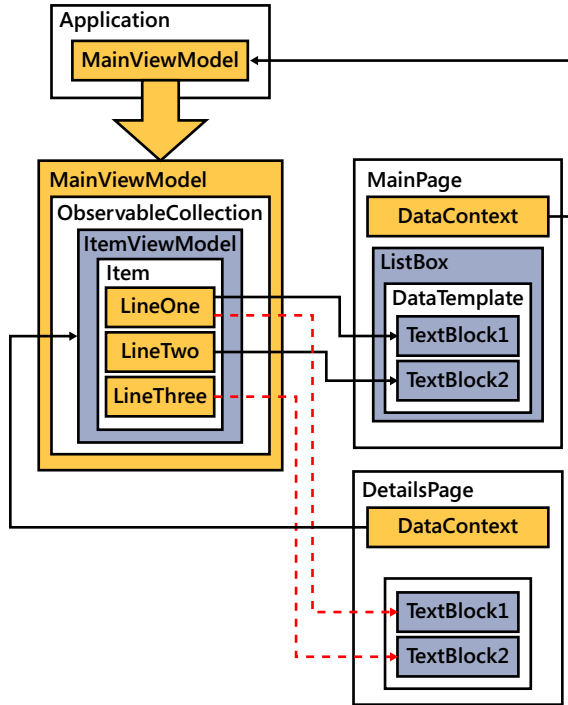 Application
MainViewModel
MainViewModel
ObservableCollection
ItemViewModel
Item
LineOne
LineTwo
LineThree
MainPage
DataContext
ListBox
DataTemplate
TextBlock1
TextBlock2
DetailsPage
DataContext
TextBlock1
TextBlock2